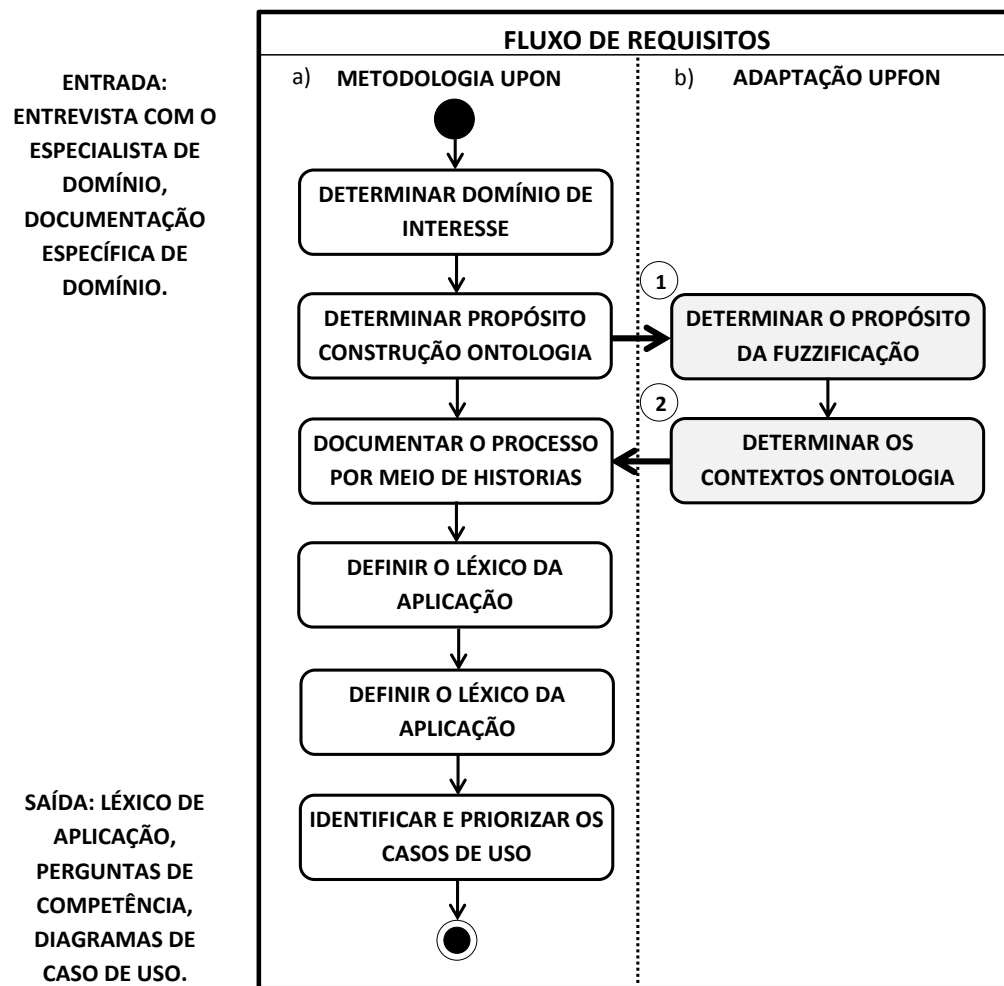 FLUXO DE REQUISITOS
a) METODOLOGIA UPON
b) ADAPTAÇÃO UPFON
ENTRADA:
ENTREVISTA COM O
ESPECIALISTA DE
DOMÍNIO,
DOCUMENTAÇÃO
ESPECÍFICA DE
DOMÍNIO.
DETERMINAR DOMÍNIO DE
INTERESSE
DETERMINAR PROPÓSITO
CONSTRUÇÃO ONTOLOGIA
1
DETERMINAR O PROPÓSITO
DA FUZZIFICAÇÃO
2
DETERMINAR OS
CONTEXTOS ONTOLOGIA
DOCUMENTAR O PROCESSO
POR MEIO DE HISTORIAS
DEFINIR O LÉXICO DA
APLICAÇÃO
DEFINIR O LÉXICO DA
APLICAÇÃO
IDENTIFICAR E PRIORIZAR OS
CASOS DE USO
SAÍDA: LÉXICO DE
APLICAÇÃO,
PERGUNTAS DE
COMPETÊNCIA,
DIAGRAMAS DE
CASO DE USO.